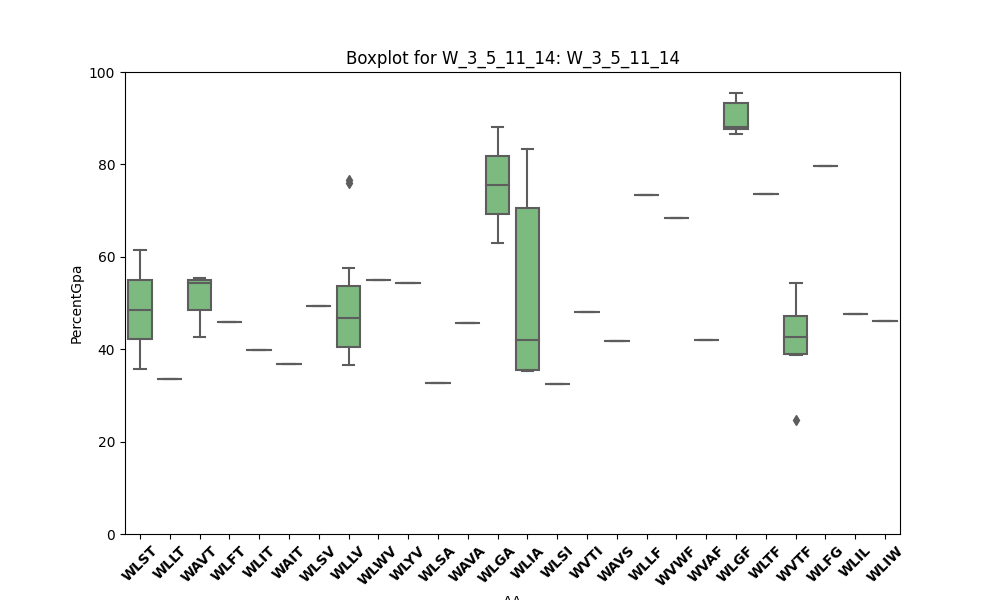 Boxplot for W_3_5_11_14: W_3_5_11_14
PercentGpa
100
80
60
40
20
0
WLST WLLT WAVT WLFT WLIT WAIT WLSV WLLV WLWV WLYV WLSA WAVA WLGA WLIA WLSI WVTI WAVS WLLF WVWF WVAF WLGF WLTF WVTF WLFG WLIL WLIW
AA